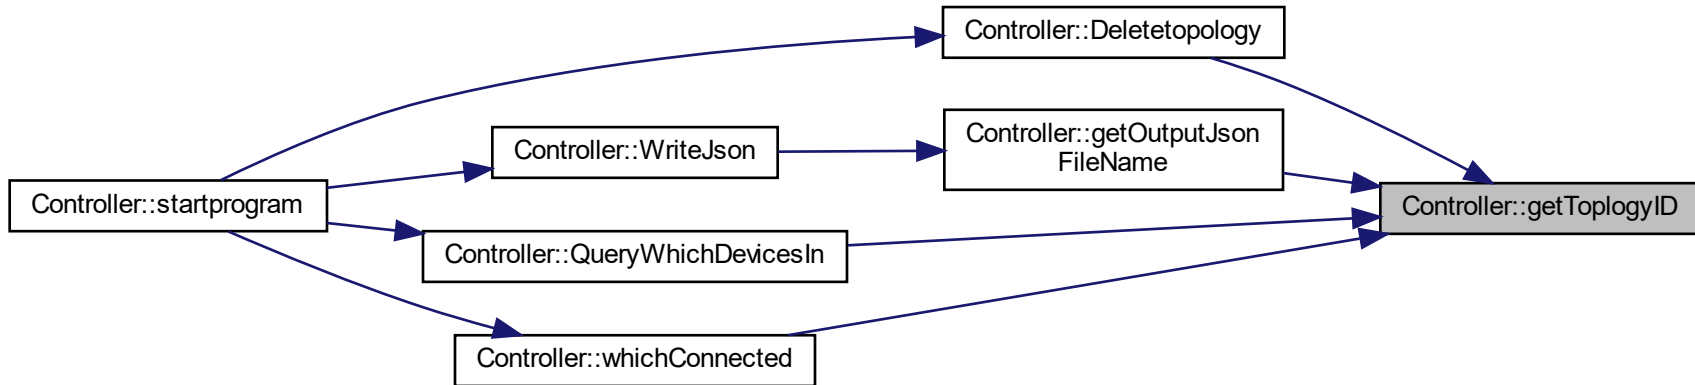 Controller::Deletetopology
Controller::getOutputJson
FileName
Controller::WriteJson
Controller::startprogram
Controller::getToplogyID
Controller::QueryWhichDevicesIn
Controller::whichConnected